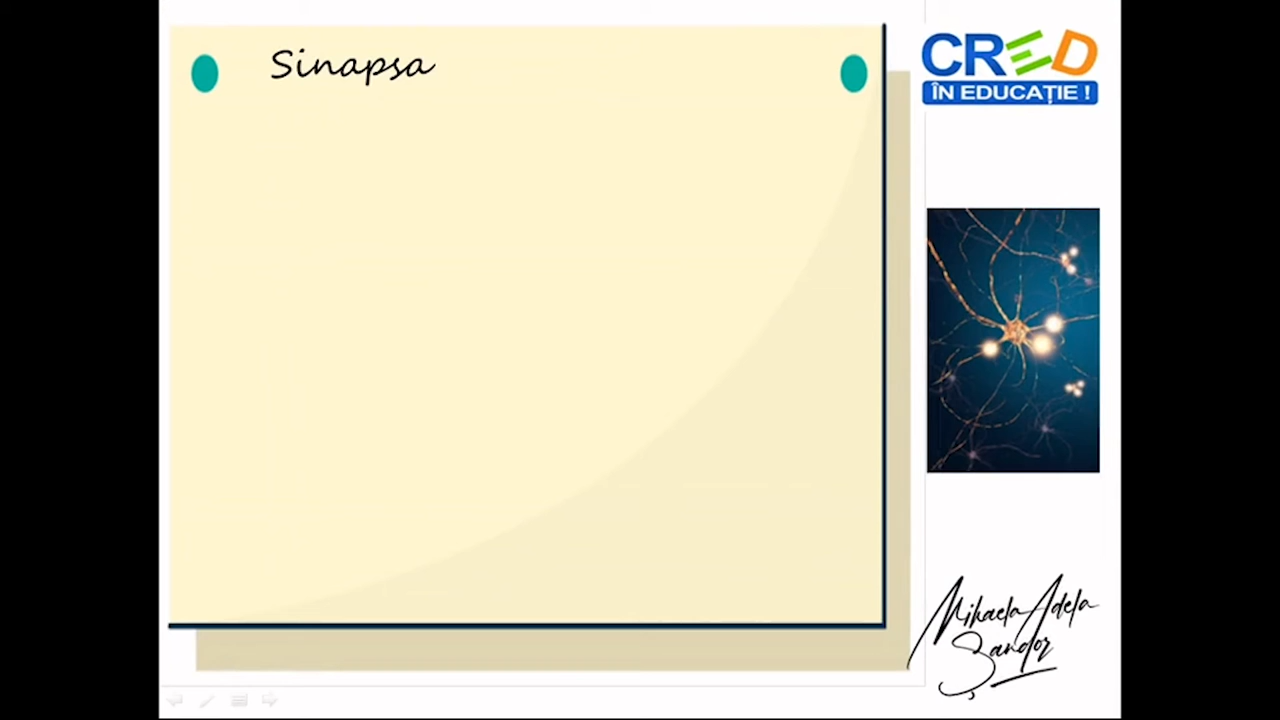 Sinapsa
CRED
ÎN EDUCAȚIE !
Mihaela Adela
Șandor